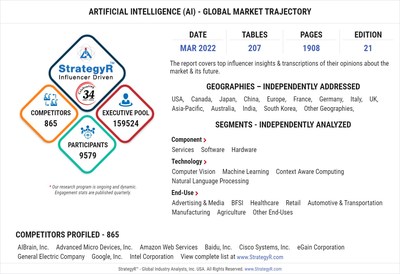 ARTIFICIAL INTELLIGENCE (AI) - GLOBAL MARKET TRAJECTORY
StrategyR™
Influencer Driven
34
COMPETITORS
865
EXECUTIVE POOL
159524
PARTICIPANTS
9579
* Our research program is ongoing and dynamic.
Engagement stats are published quarterly.
DATE TABLES PAGES EDITION
MAR 2022 207 1908 21
The report covers top influencer insights & transcriptions of their opinions about the
market & its future.
GEOGRAPHIES – INDEPENDENTLY ADDRESSED
USA, Canada, Japan, China, Europe, France, Germany, Italy, UK,
Asia-Pacific, Australia, India, South Korea, Other Geographies,
SEGMENTS - INDEPENDENTLY ANALYZED
Component
Services Software Hardware
Technology
Computer Vision Machine Learning Context Aware Computing
Natural Language Processing
End-Use
Advertising & Media BFSI Healthcare Retail Automotive & Transportation
Manufacturing Agriculture Other End-Uses
COMPETITORS PROFILED - 865
AIBrain, Inc. Advanced Micro Devices, Inc. Amazon Web Services Baidu, Inc. Cisco Systems, Inc. eGain Corporation
General Electric Company Google, Inc. Intel Corporation View complete list at www.StrategyR.com
StrategyR™ - Global Industry Analysts, Inc. USA. All Rights Reserved. www.StrategyR.com